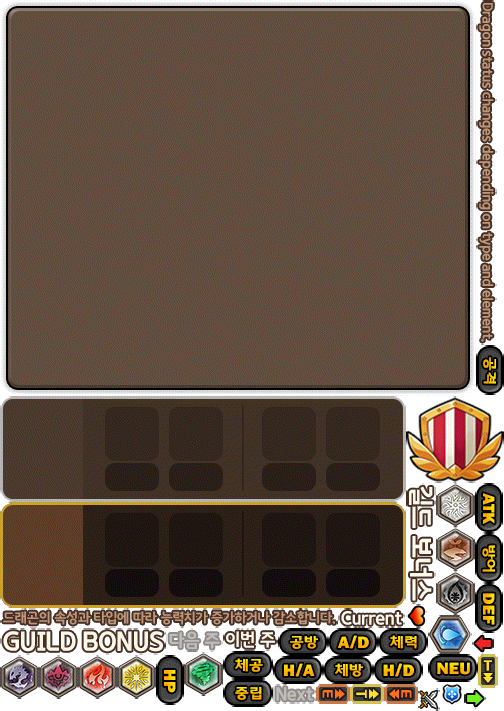 Dragon Status changes depending on type and element.
공격
길드 보너스
ATK
방어
DEF
드래곤의 속성과 타입에 따라 능력치가 증가하거나 감소합니다.
Current
GUILD BONUS
다음 주
이번 주
공방
A/D
체력
HP
체공
H/A
체방
H/D
NEU
중립
Next